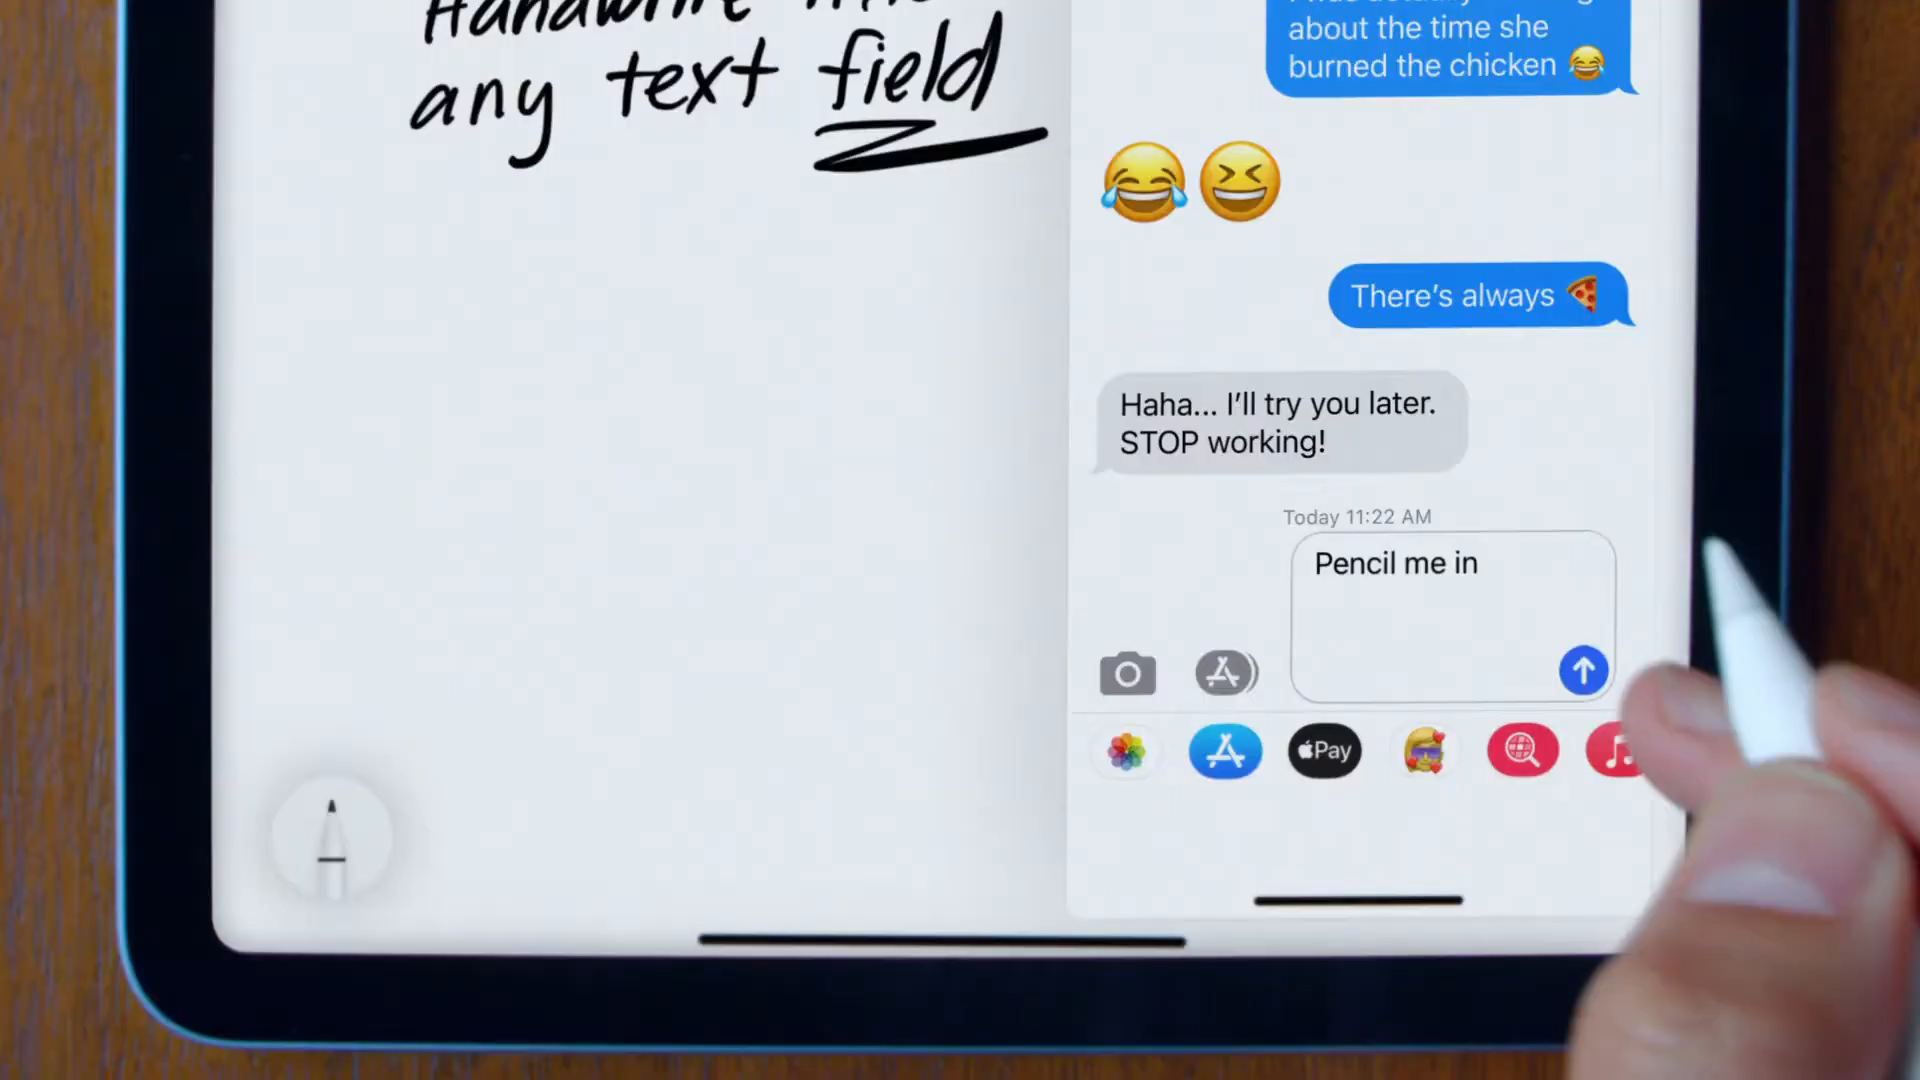 Handwrite
any text field
about the time she
burned the chicken 😂
😂😆
There's always 🍕
Haha... I'll try you later.
STOP working!
Today 11:22 AM
Pencil me in
Pay